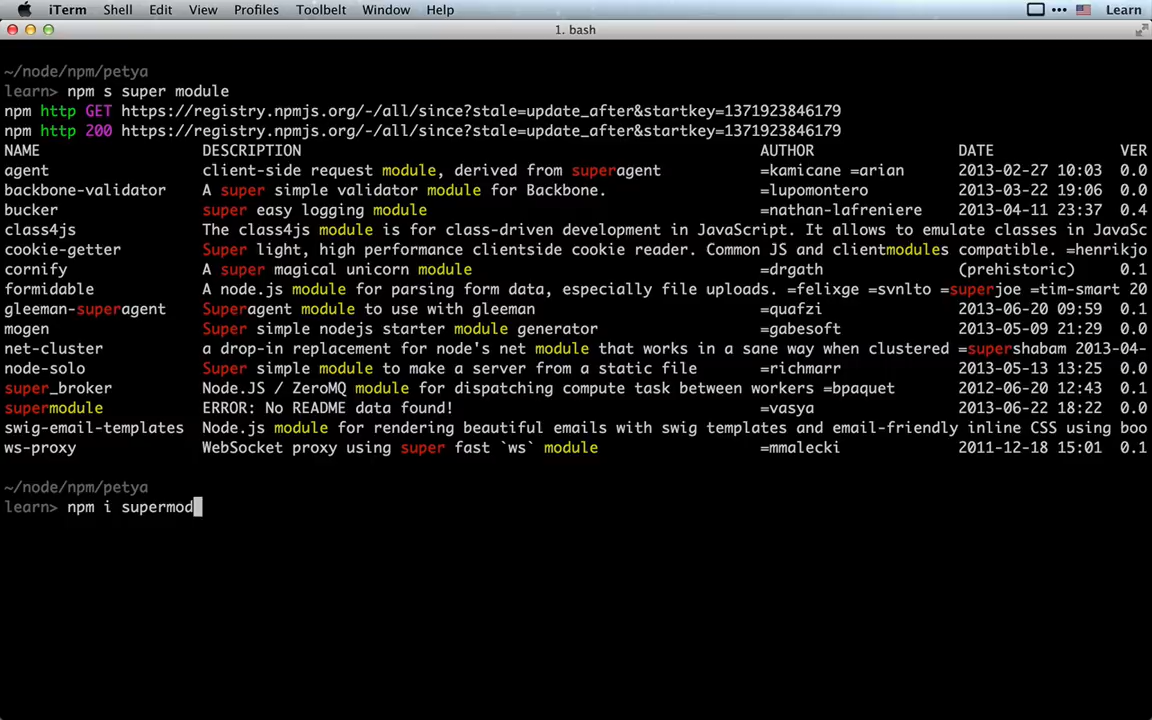 iTerm Shell Edit View Profiles Toolbelt Window Help Learn
1. bash
~/node/npm/petya
learn> npm s super module
npm http GET https://registry.npmjs.org/-/all/since?stale=update_after&startkey=1371923846179
npm http 200 https://registry.npmjs.org/-/all/since?stale=update_after&startkey=1371923846179
NAME DESCRIPTION AUTHOR DATE VER
agent client-side request module, derived from superagent =kamicane =arian 2013-02-27 10:03 0.0
backbone-validator A super simple validator module for Backbone. =lupomontero 2013-03-22 19:06 0.0
bucker super easy logging module =nathan-lafreniere 2013-04-11 23:37 0.4
class4js The class4js module is for class-driven development in JavaScript. It allows to emulate classes in JavaSc
cookie-getter Super light, high performance clientside cookie reader. Common JS and clientmodules compatible. =henrikjo
cornify A super magical unicorn module =drgath (prehistoric) 0.1
formidable A node.js module for parsing form data, especially file uploads. =felixge =svnlto =superjoe =tim-smart 20
gleeman-superagent Superagent module to use with gleeman =quafzi 2013-06-20 09:59 0.1
mogen Super simple nodejs starter module generator =gabesoft 2013-05-09 21:29 0.0
net-cluster a drop-in replacement for node's net module that works in a sane way when clustered =supershabam 2013-04-
node-solo Super simple module to make a server from a static file =richmarr 2013-05-13 13:25 0.0
super_broker Node.JS / ZeroMQ module for dispatching compute task between workers =bpaquet 2012-06-20 12:43 0.1
supermodule ERROR: No README data found! =vasya 2013-06-22 18:22 0.0
swig-email-templates Node.js module for rendering beautiful emails with swig templates and email-friendly inline CSS using boo
ws-proxy WebSocket proxy using super fast `ws` module =mmalecki 2011-12-18 15:01 0.1
~/node/npm/petya
learn> npm i supermod